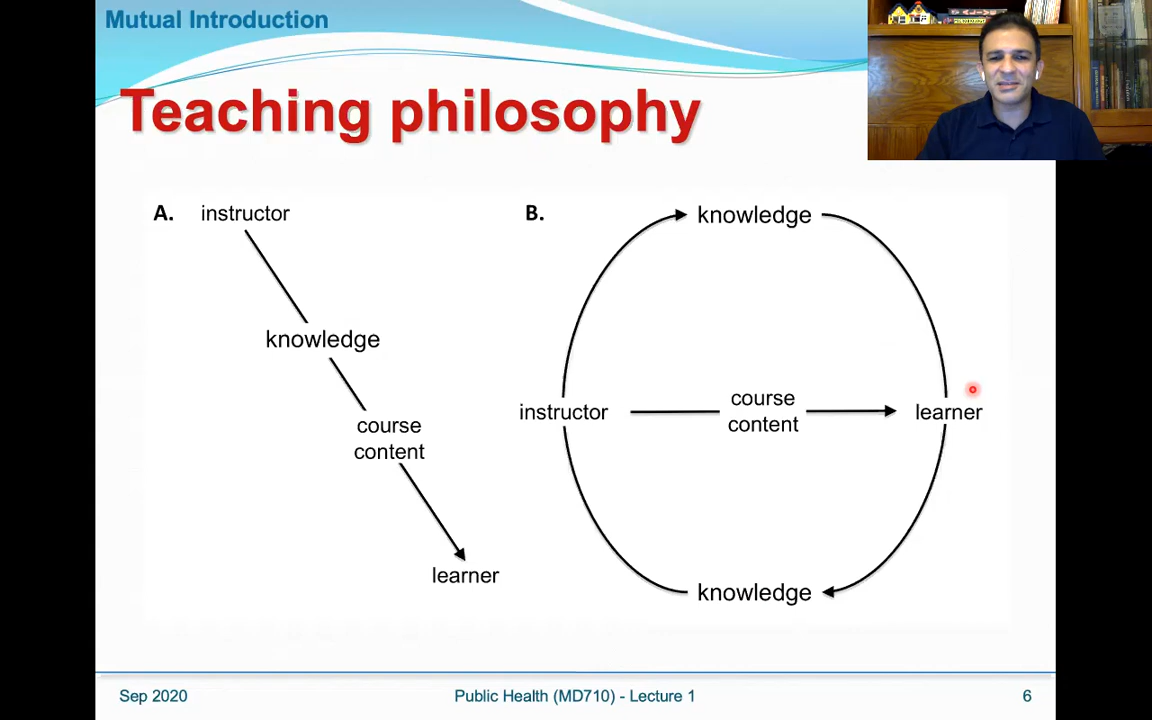 Mutual Introduction
Teaching philosophy
A.
instructor
knowledge
course
content
learner
B.
knowledge
instructor
course
content
learner
knowledge
Sep 2020
Public Health (MD710) - Lecture 1
6